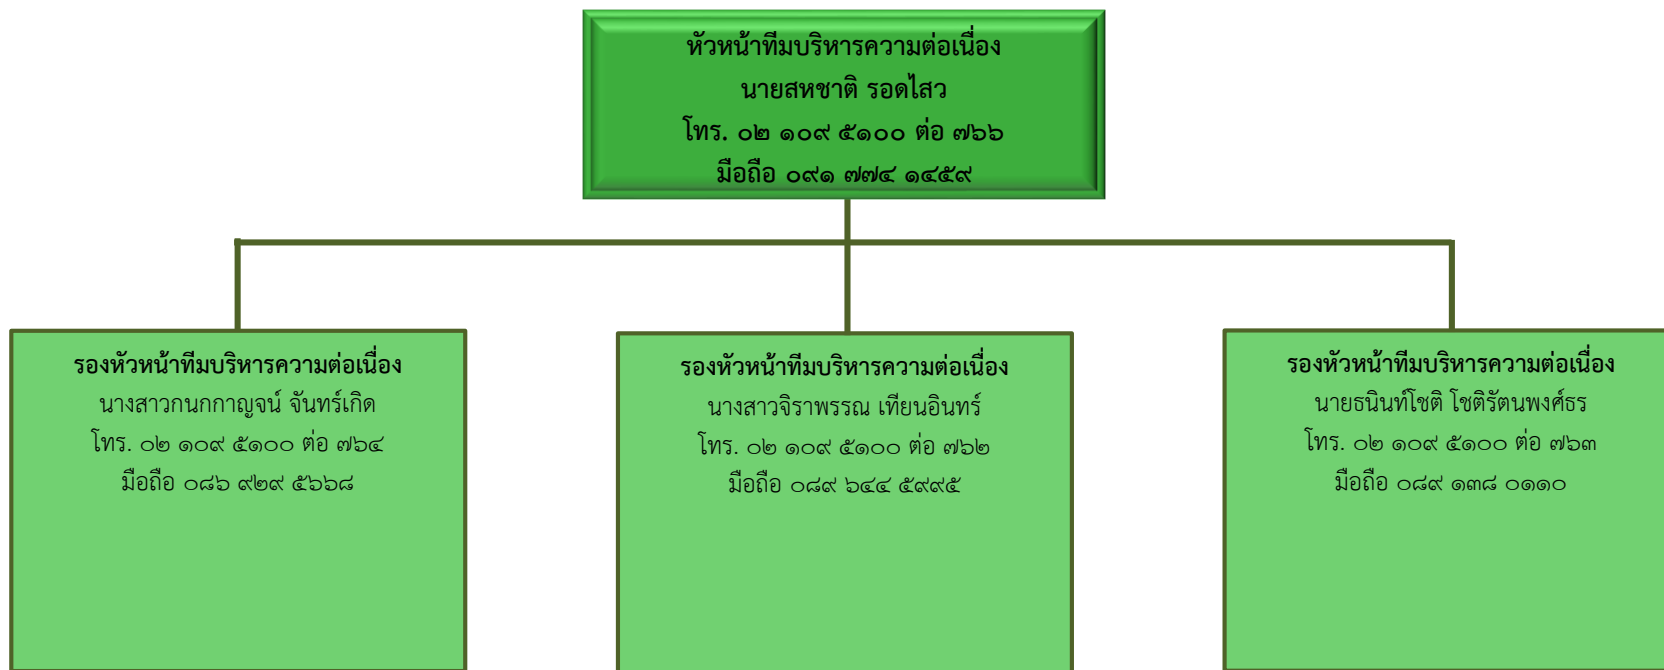 หัวหน้าทีมบริหารความต่อเนื่อง
นายสหชาติ รอดไสว
โทร. ๐๒ ๑๐๙ ๕๑๐๐ ต่อ ๗๖๖
มือถือ ๐๙๑ ๗๗๔ ๑๔๕๙
รองหัวหน้าทีมบริหารความต่อเนื่อง
นางสาวกนกกาญจน์ จันทร์เกิด
โทร. ๐๒ ๑๐๙ ๕๑๐๐ ต่อ ๗๖๔
มือถือ ๐๘๖ ๙๒๙ ๕๖๖๘
รองหัวหน้าทีมบริหารความต่อเนื่อง
นางสาวจิราพรรณ เทียนอินทร์
โทร. ๐๒ ๑๐๙ ๕๑๐๐ ต่อ ๗๖๒
มือถือ ๐๘๙ ๖๔๔ ๕๙๙๕
รองหัวหน้าทีมบริหารความต่อเนื่อง
นายธนินท์โชติ โชติรัตนพงศ์ธร
โทร. ๐๒ ๑๐๙ ๕๑๐๐ ต่อ ๗๖๓
มือถือ ๐๘๙ ๑๓๘ ๐๑๑๐